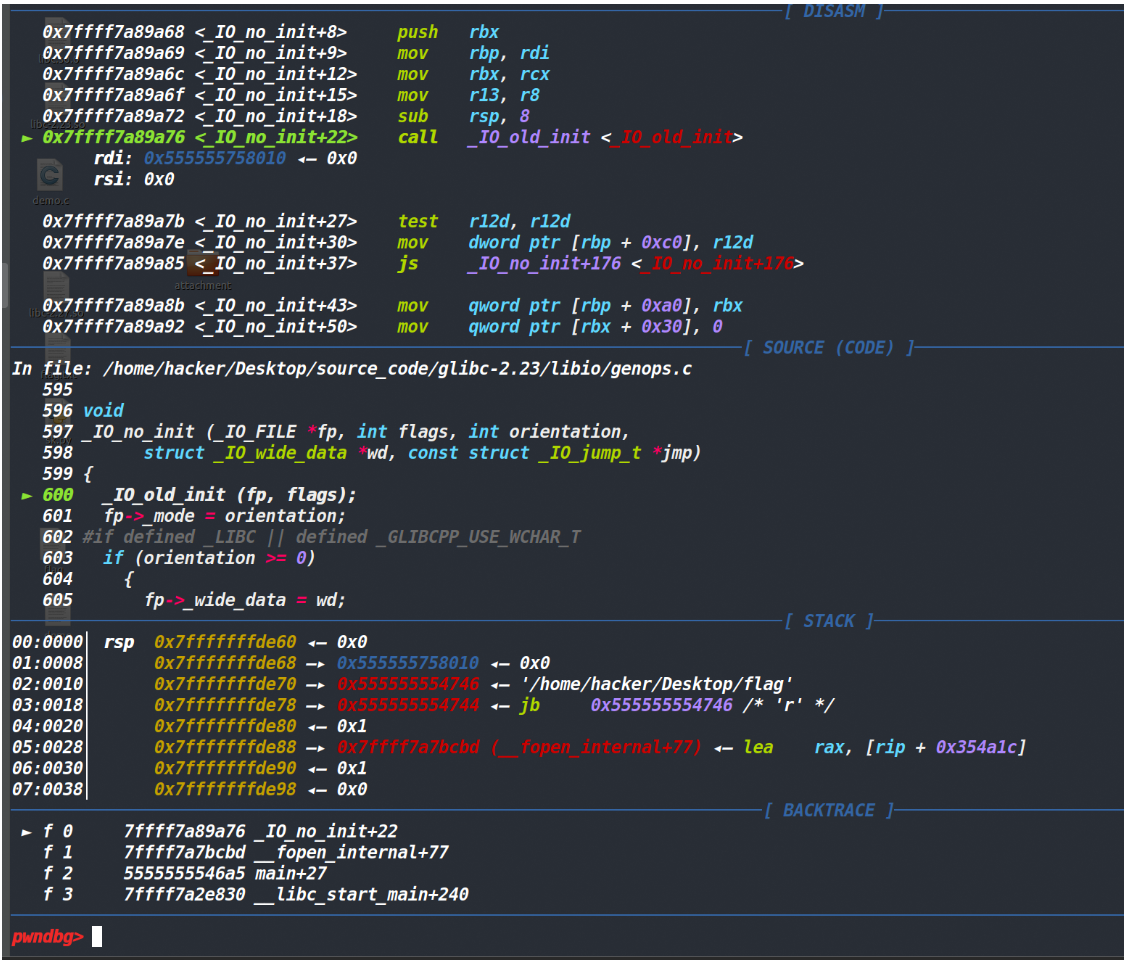 [ DISASM ]
0x7ffff7a89a68 <_IO_no_init+8> push rbx
0x7ffff7a89a69 <_IO_no_init+9> mov rbp, rdi
0x7ffff7a89a6c <_IO_no_init+12> mov rbx, rcx
0x7ffff7a89a6f <_IO_no_init+15> mov r13, r8
0x7ffff7a89a72 <_IO_no_init+18> sub rsp, 8
► 0x7ffff7a89a76 <_IO_no_init+22> call _IO_old_init <_IO_old_init>
rdi: 0x555555758010 ◂— 0x0
rsi: 0x0
demo.c
0x7ffff7a89a7b <_IO_no_init+27> test r12d, r12d
0x7ffff7a89a7e <_IO_no_init+30> mov dword ptr [rbp + 0xc0], r12d
0x7ffff7a89a85 <_IO_no_init+37> js _IO_no_init+176 <_IO_no_init+176>
attachment
0x7ffff7a89a8b <_IO_no_init+43> mov qword ptr [rbp + 0xa0], rbx
0x7ffff7a89a92 <_IO_no_init+50> mov qword ptr [rbx + 0x30], 0
[ SOURCE (CODE) ]
In file: /home/hacker/Desktop/source_code/glibc-2.23/libio/genops.c
595
596 void
597 _IO_no_init (_IO_FILE *fp, int flags, int orientation,
598 struct _IO_wide_data *wd, const struct _IO_jump_t *jmp)
599 {
► 600 _IO_old_init (fp, flags);
601 fp->_mode = orientation;
602 #if defined _LIBC || defined _GLIBCPP_USE_WCHAR_T
603 if (orientation >= 0)
604 {
605 fp->_wide_data = wd;
[ STACK ]
00:0000│ rsp 0x7fffffffde60 ◂— 0x0
01:0008│ 0x7fffffffde68 —▸ 0x555555758010 ◂— 0x0
02:0010│ 0x7fffffffde70 —▸ 0x555555554746 ◂— '/home/hacker/Desktop/flag'
03:0018│ 0x7fffffffde78 —▸ 0x555555554744 ◂— jb 0x555555554746 /* 'r' */
04:0020│ 0x7fffffffde80 ◂— 0x1
05:0028│ 0x7fffffffde88 —▸ 0x7ffff7a7bcbd (__fopen_internal+77) ◂— lea rax, [rip + 0x354a1c]
06:0030│ 0x7fffffffde90 ◂— 0x1
07:0038│ 0x7fffffffde98 ◂— 0x0
[ BACKTRACE ]
► f 0 7ffff7a89a76 _IO_no_init+22
f 1 7ffff7a7bcbd __fopen_internal+77
f 2 5555555546a5 main+27
f 3 7ffff7a2e830 __libc_start_main+240
pwndbg>